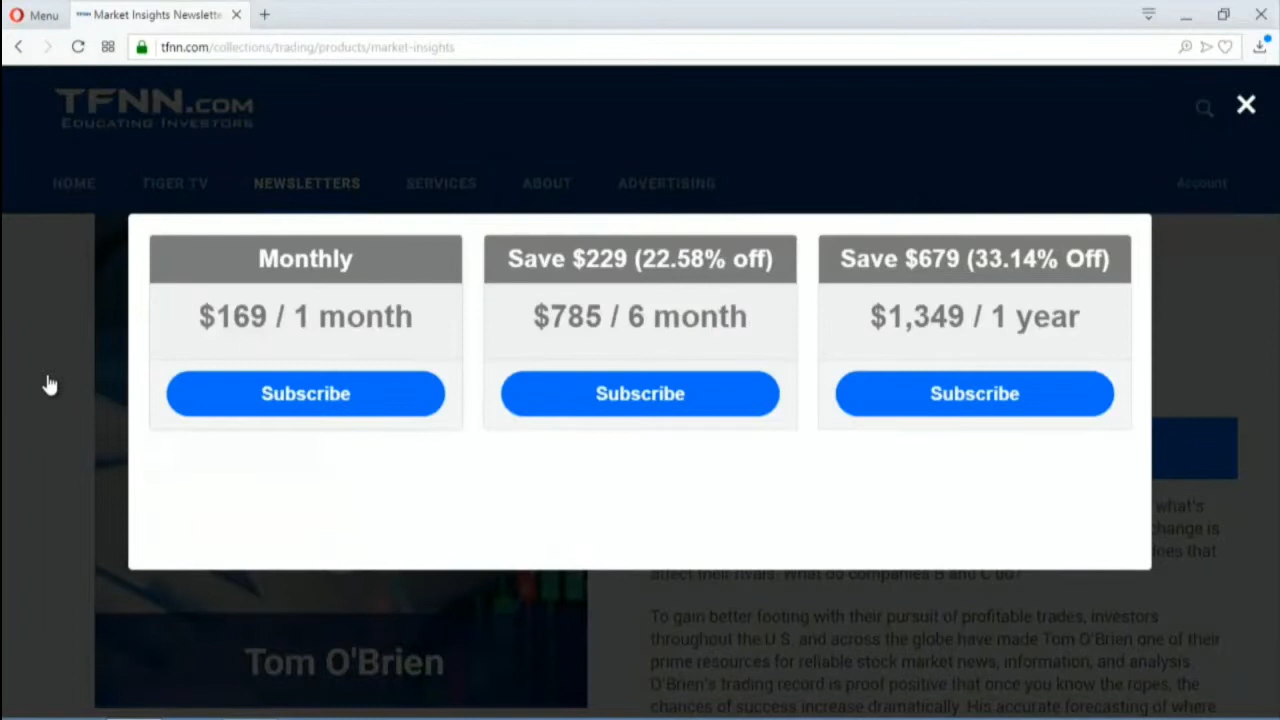 Menu
Market Insights Newslette
tfnn.com/collections/trading/products/market-insights
TFNN.COM
EDUCATING INVESTORS
HOME
TIGER TV
NEWSLETTERS
SERVICES
ABOUT
ADVERTISING
Account
Monthly
$169 / 1 month
Subscribe
Save $229 (22.58% off)
$785 / 6 month
Subscribe
Save $679 (33.14% Off)
$1,349 / 1 year
Subscribe
what's
change is
does that
affect their rivals. What do companies B and C do?
To gain better footing with their pursuit of profitable trades, investors
throughout the U.S. and across the globe have made Tom O'Brien one of their
prime resources for reliable stock market news, information, and analysis
O'Brien's trading record is proof positive that once you know the ropes, the
chances of success increase dramatically. His accurate forecasting of where
Tom O'Brien